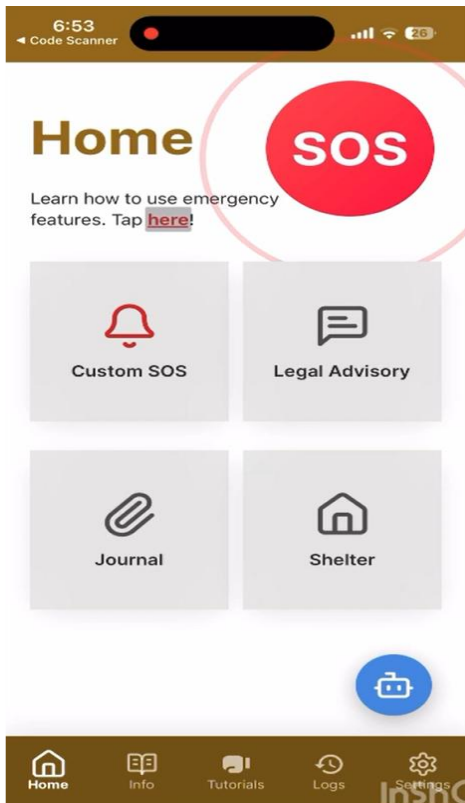 6:53
◀ Code Scanner
26
Home
SOS
Learn how to use emergency
features. Tap here!
Custom SOS
Legal Advisory
Journal
Shelter
Home
Info
Tutorials
Logs
Settings